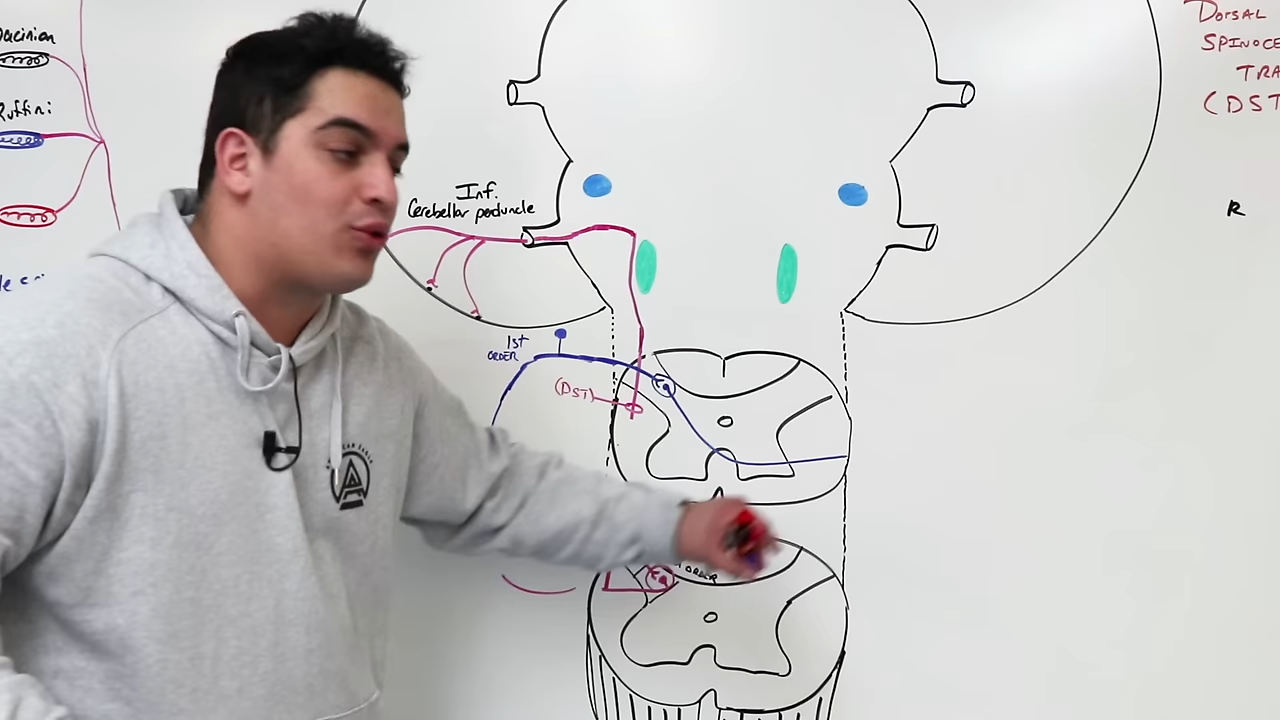 Pacinian
Ruffini
Inf.
Cerebellar peduncle
1st
ORDER
(DST)
ORDER
DORSAL
SPINOCE
TRA
(DST
R